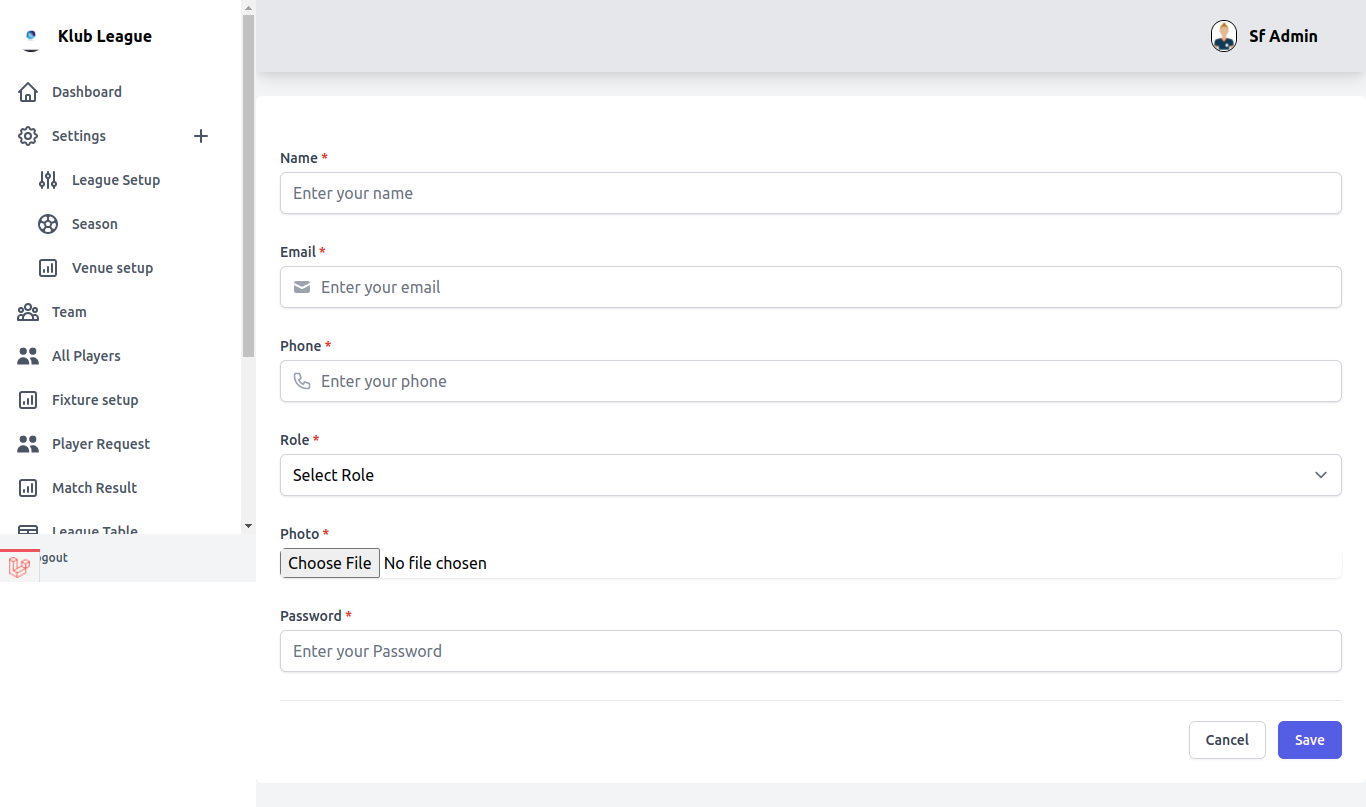 Klub League
Sf Admin
Dashboard
Settings
League Setup
Season
Venue setup
Team
All Players
Fixture setup
Player Request
Match Result
League Table
gout
Name *
Enter your name
Email *
Enter your email
Phone *
Enter your phone
Role *
Select Role
Photo *
Choose File No file chosen
Password *
Enter your Password
Cancel Save